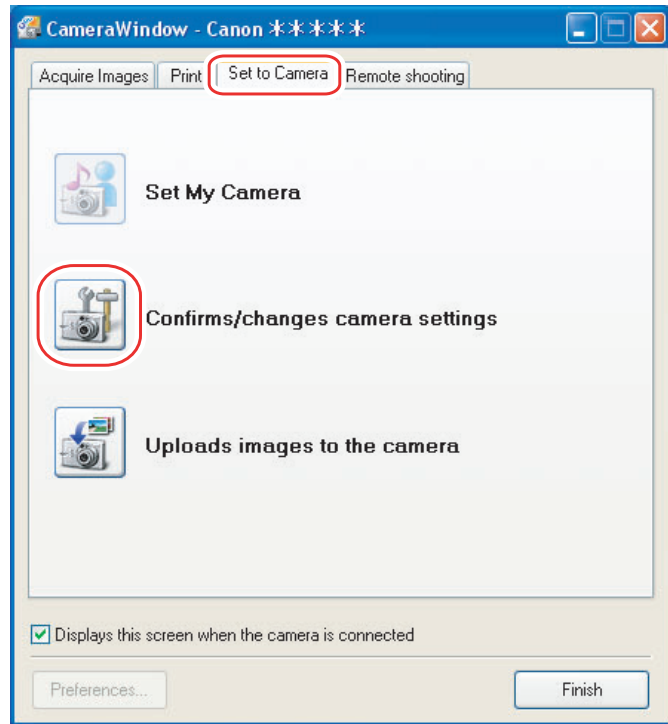 CameraWindow - Canon *****
Acquire Images Print Set to Camera Remote shooting
Set My Camera
Confirms/changes camera settings
Uploads images to the camera
Displays this screen when the camera is connected
Preferences... Finish